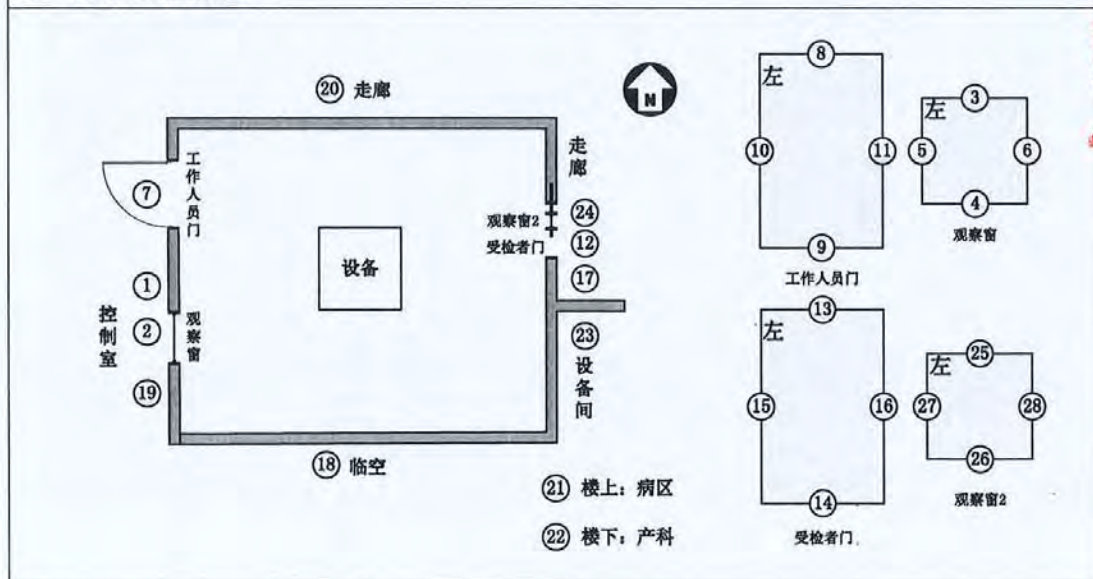 ⑳ 走廊
N
工作人员门
⑦
走廊
观察窗2
㉔
受检者门
⑫
⑰
设备
①
控制室
②
观察窗
⑲
㉓
设备间
⑱ 临空
㉑ 楼上：病区
㉒ 楼下：产科
⑧
左
⑩
⑪
⑨
工作人员门
③
左
⑤
⑥
④
观察窗
⑬
左
⑮
⑯
⑭
受检者门
㉕
左
㉗
㉘
㉖
观察窗2